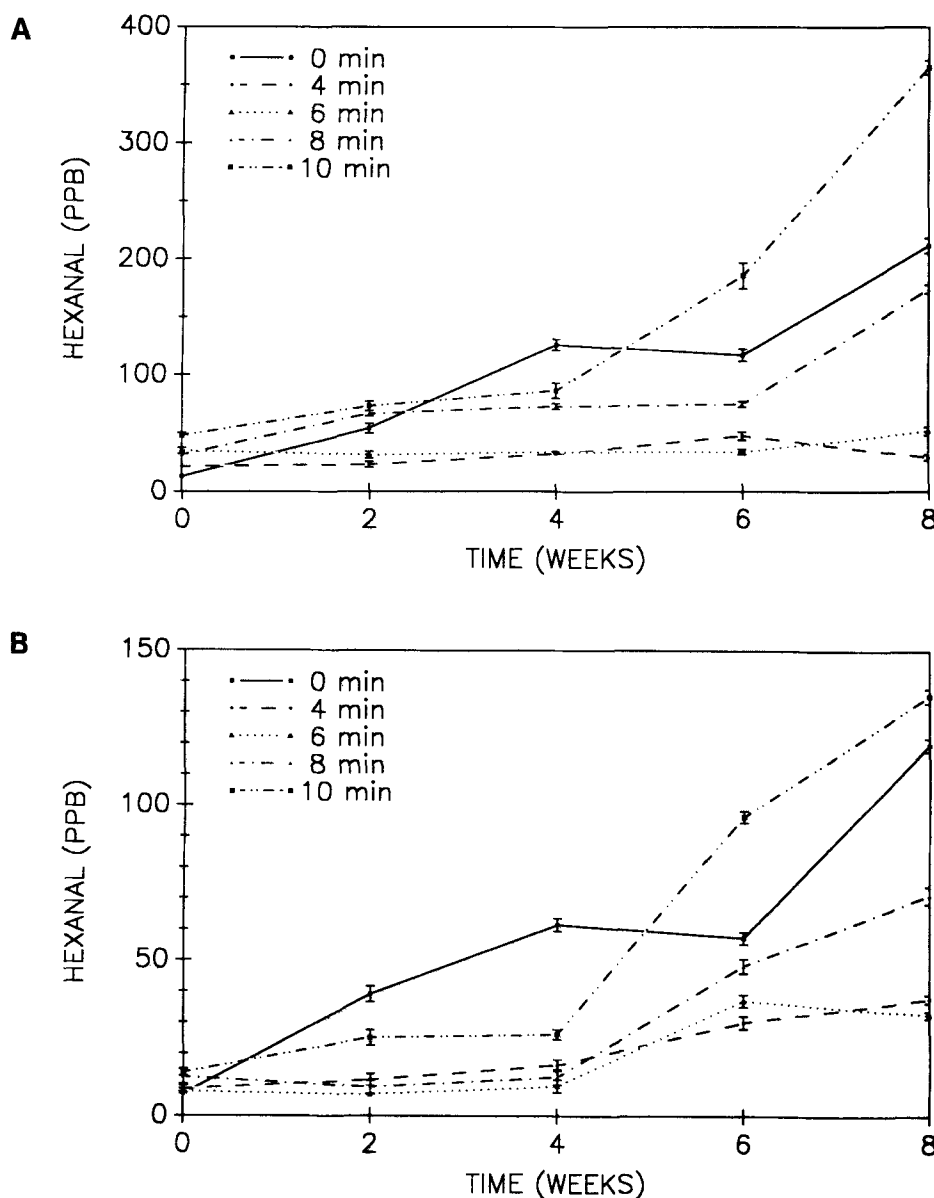 A
400
300
200
100
0
HEXANAL (PPB)
0 min
4 min
6 min
8 min
10 min
0 2 4 6 8
TIME (WEEKS)
B
150
100
50
0
HEXANAL (PPB)
0 min
4 min
6 min
8 min
10 min
0 2 4 6 8
TIME (WEEKS)